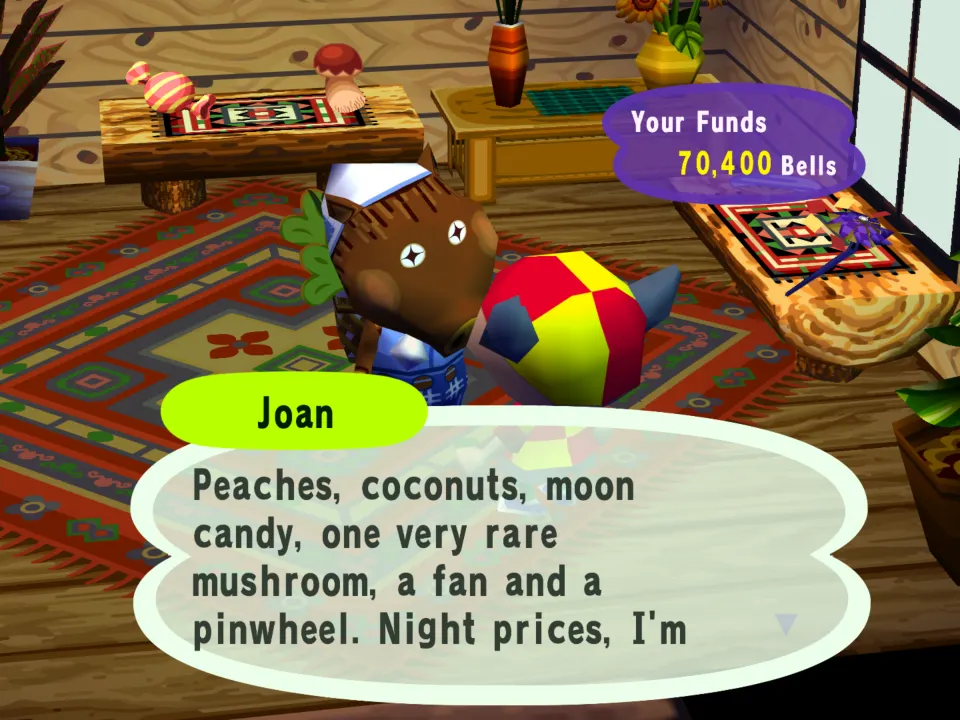 Your Funds
70,400 Bells
Joan
Peaches, coconuts, moon
candy, one very rare
mushroom, a fan and a
pinwheel. Night prices, I'm